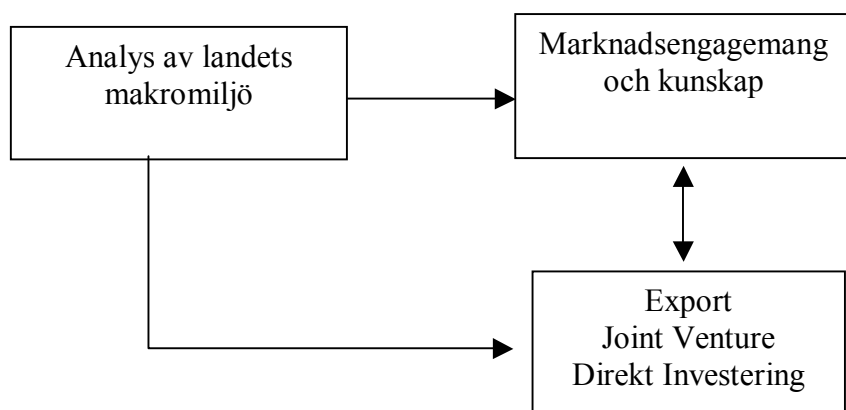 Analys av landets
makromiljö
Marknadsengagemang
och kunskap
Export
Joint Venture
Direkt Investering